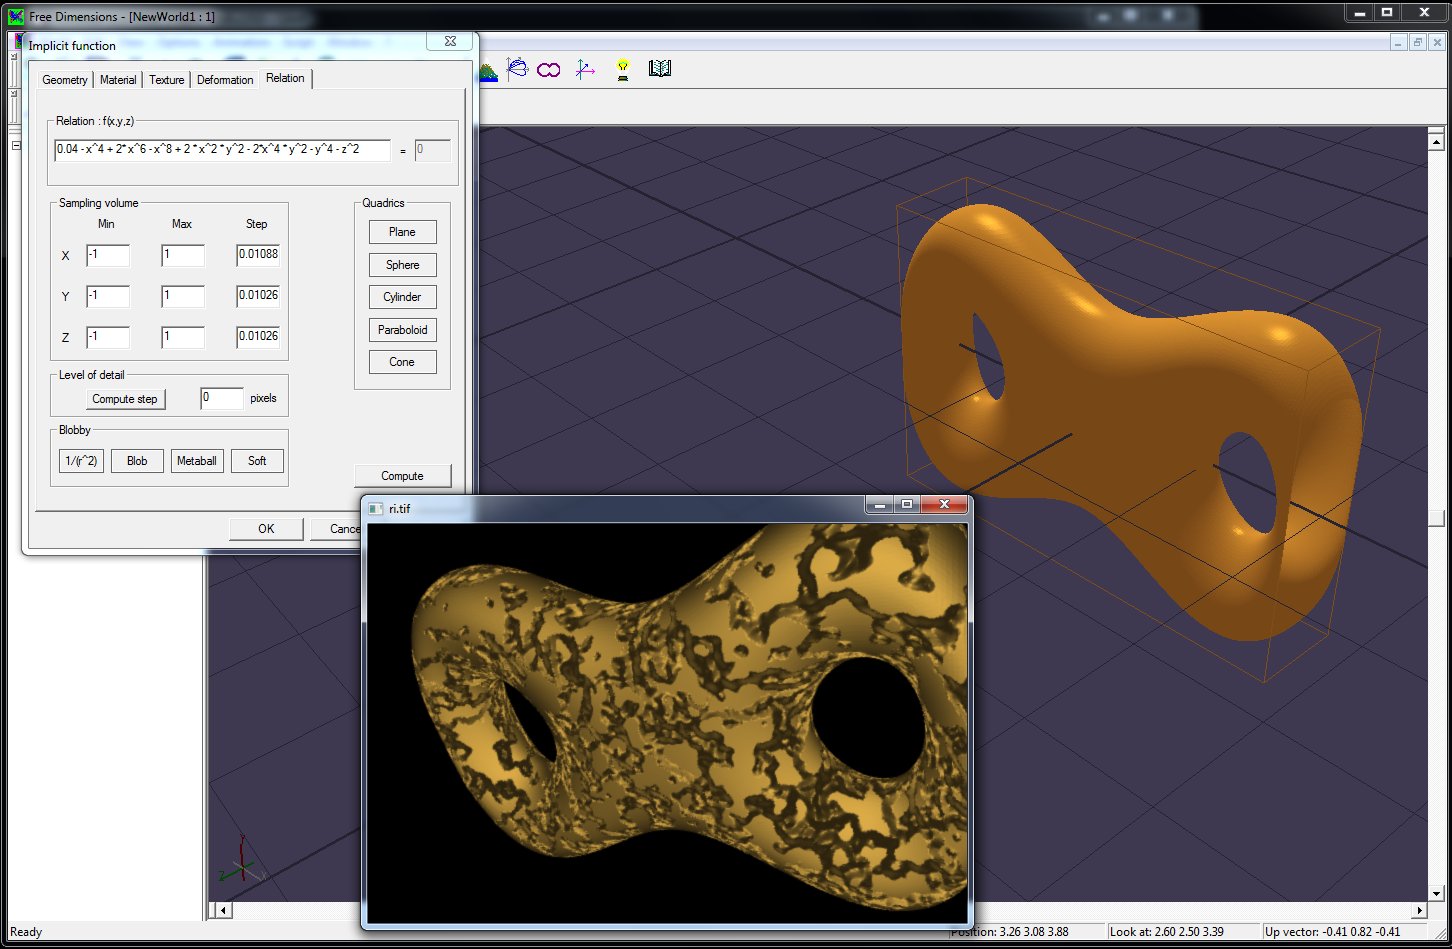 Free Dimensions - [NewWorld1 : 1]
Implicit function
Geometry Material Texture Deformation Relation
Relation : f(x,y,z)
0.04 - x^4 + 2* x^6 - x^8 + 2 * x^2 * y^2 - 2*x^4 * y^2 - y^4 - z^2 = 0
Sampling volume
Min Max Step
X -1 1 0.01088
Y -1 1 0.01026
Z -1 1 0.01026
Quadrics
Plane
Sphere
Cylinder
Paraboloid
Cone
Level of detail
Compute step 0 pixels
Blobby
1/(r^2) Blob Metaball Soft
Compute
OK
ri.tif
Y
Z X
Ready
Position: 3.26 3.08 3.88 Look at: 2.60 2.50 3.39 Up vector: -0.41 0.82 -0.41